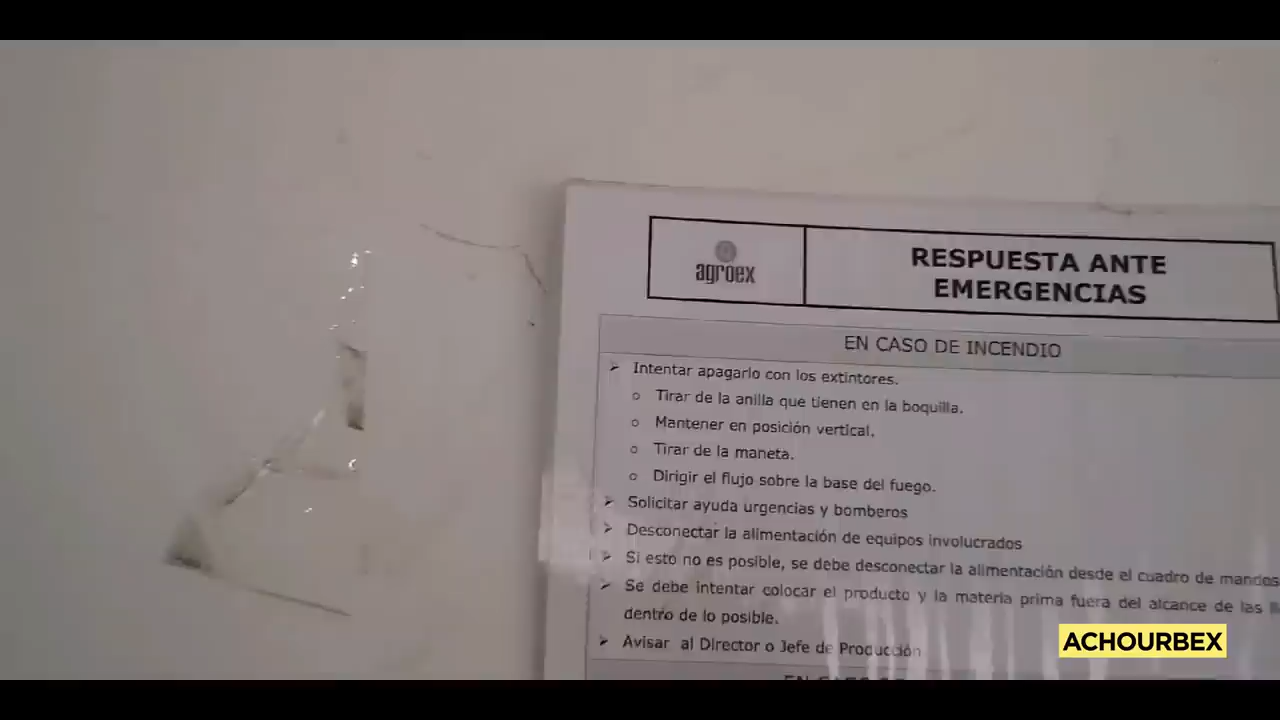 agroex
RESPUESTA ANTE
EMERGENCIAS
EN CASO DE INCENDIO
➢ Intentar apagarlo con los extintores.
o Tirar de la anilla que tienen en la boquilla.
o Mantener en posición vertical.
o Tirar de la maneta.
o Dirigir el flujo sobre la base del fuego.
➢ Solicitar ayuda urgencias y bomberos
➢ Desconectar la alimentación de equipos involucrados
➢ Si esto no es posible, se debe desconectar la alimentación desde el cuadro de mandos
➢ Se debe intentar colocar el producto y la materia prima fuera del alcance de las
dentro de lo posible.
➢ Avisar al Director o Jefe de Producción
ACHOURBEX